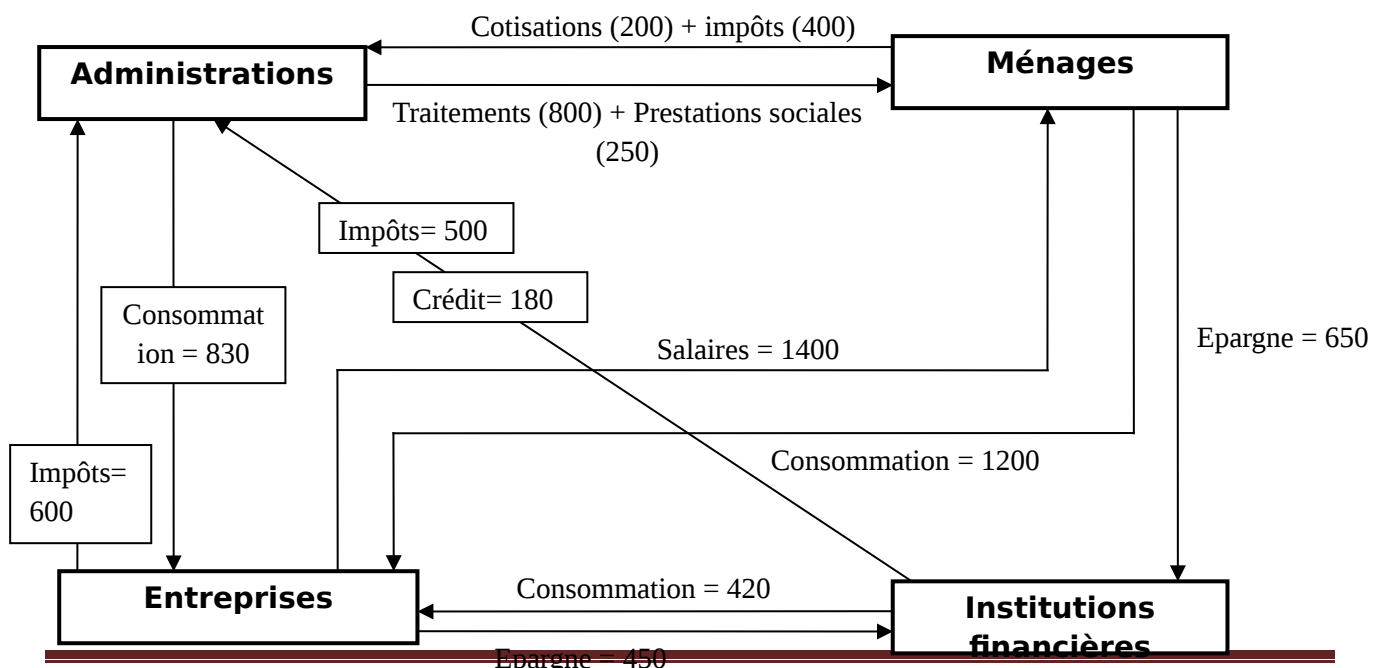 Cotisations (200) + impôts (400)
Administrations
Ménages
Traitements (800) + Prestations sociales
(250)
Impôts= 500
Crédit= 180
Consommat
ion = 830
Salaires = 1400
Epargne = 650
Consommation = 1200
Impôts=
600
Entreprises
Consommation = 420
Institutions
financières
Epargne = 450